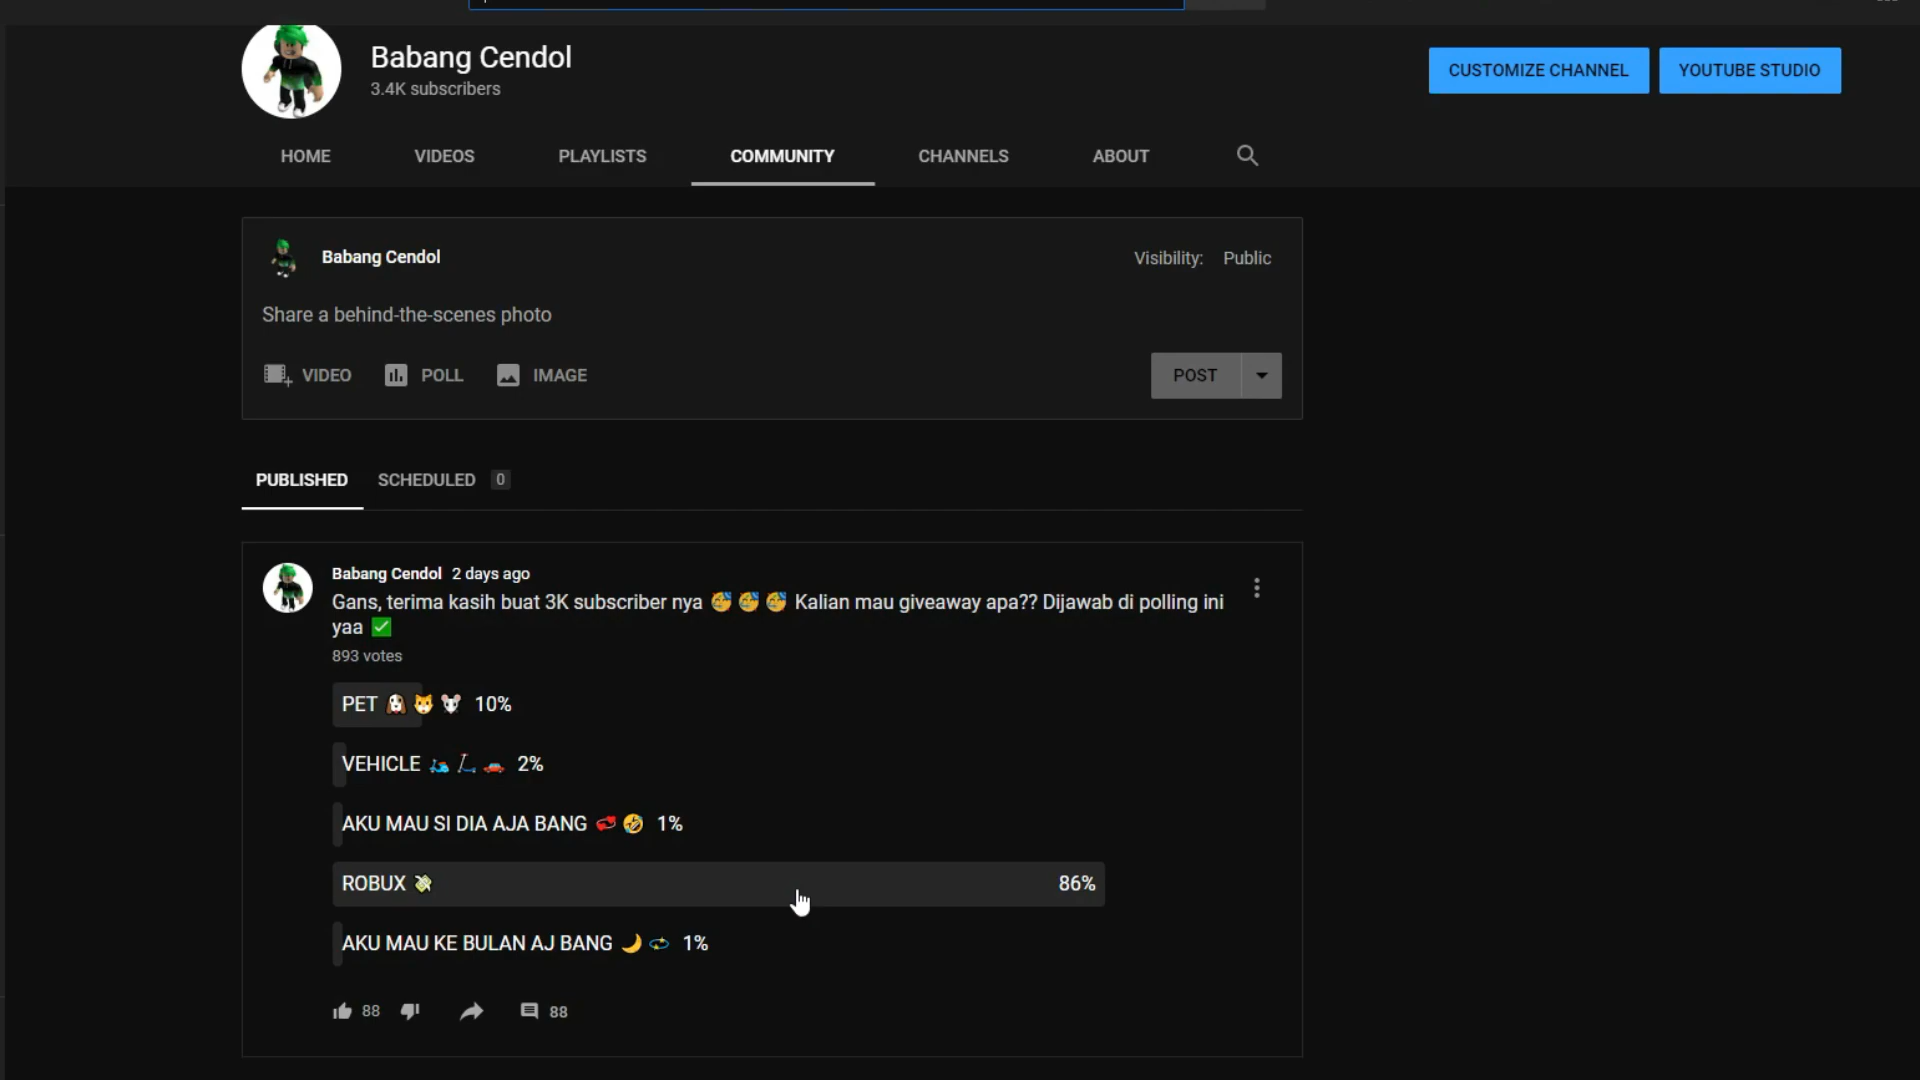 Babang Cendol
3.4K subscribers
CUSTOMIZE CHANNEL
YOUTUBE STUDIO
HOME
VIDEOS
PLAYLISTS
COMMUNITY
CHANNELS
ABOUT
Babang Cendol
Visibility: Public
Share a behind-the-scenes photo
VIDEO
POLL
IMAGE
POST
PUBLISHED
SCHEDULED 0
Babang Cendol 2 days ago
Gans, terima kasih buat 3K subscriber nya 🥳 🥳 🥳 Kalian mau giveaway apa?? Dijawab di polling ini
yaa ✅
893 votes
PET 🐶 🐱 🐭 10%
VEHICLE 🛵 🛴 🚗 2%
AKU MAU SI DIA AJA BANG 💞 🤣 1%
ROBUX 💸 86%
AKU MAU KE BULAN AJ BANG 🌙 💫 1%
88
88